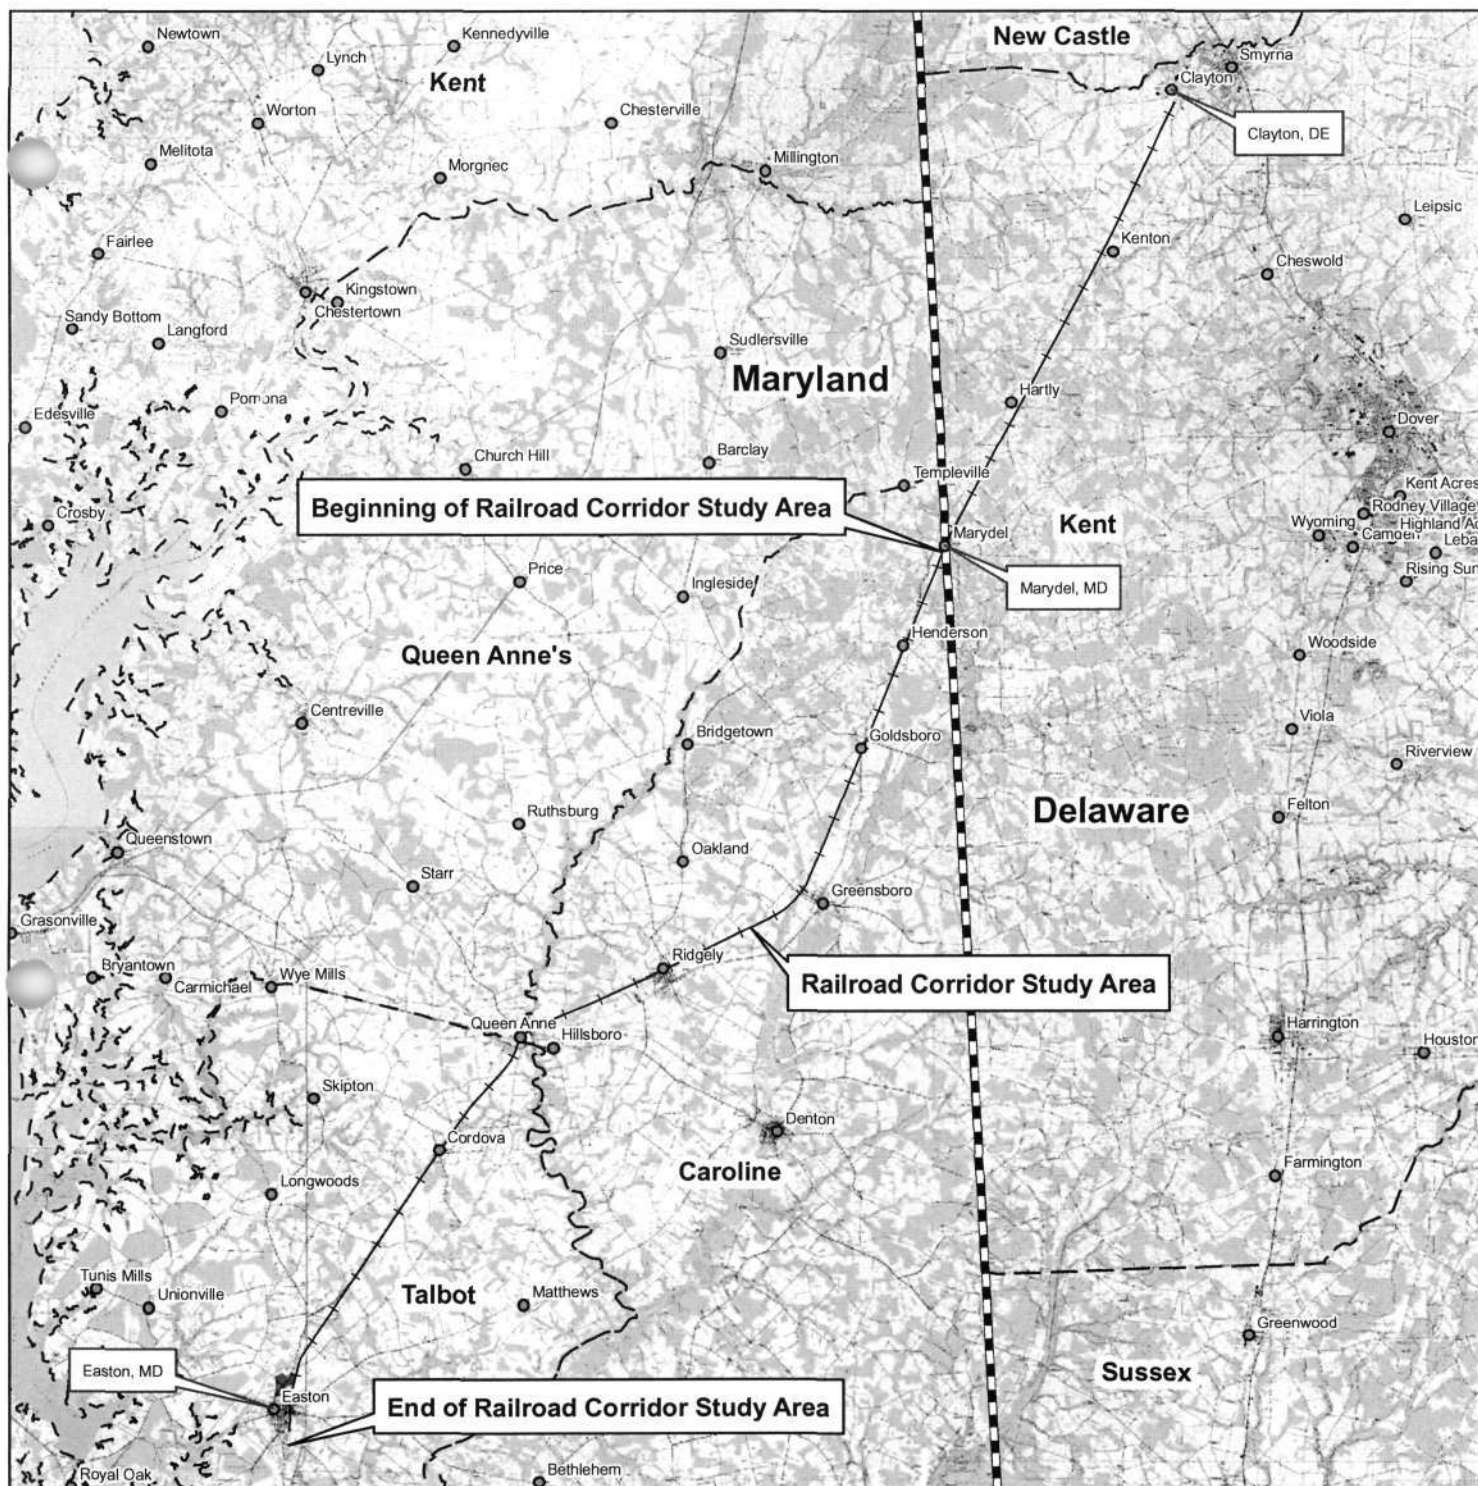 Newtown
Kennedyville
New Castle
Smyrna
Lynch
Kent
Clayton
Worton
Chesterville
Clayton, DE
Melitota
Millington
Morgnec
Leipsic
Fairlee
Kenton
Cheswold
Kingstown
Chestertown
Sandy Bottom
Langford
Sudlersville
Maryland
Hartly
Pomona
Edesville
Dover
Church Hill
Barclay
Templeville
Kent Acres
Beginning of Railroad Corridor Study Area
Rodney Village
Crosby
Kent
Wyoming
Highland Ac
Marydel
Camden
Leba
Price
Ingleside
Marydel, MD
Rising Sun
Henderson
Queen Anne's
Woodside
Centreville
Viola
Bridgetown
Goldsboro
Riverview
Ruthsburg
Delaware
Felton
Queenstown
Oakland
Starr
Greensboro
Grasonville
Ridgely
Bryantown
Wye Mills
Carmichael
Railroad Corridor Study Area
Queen Anne
Hillsboro
Harrington
Houston
Skipton
Denton
Cordova
Caroline
Farmington
Longwoods
Tunis Mills
Talbot
Matthews
Unionville
Greenwood
Easton, MD
Sussex
Easton
End of Railroad Corridor Study Area
Royal Oak
Bethlehem